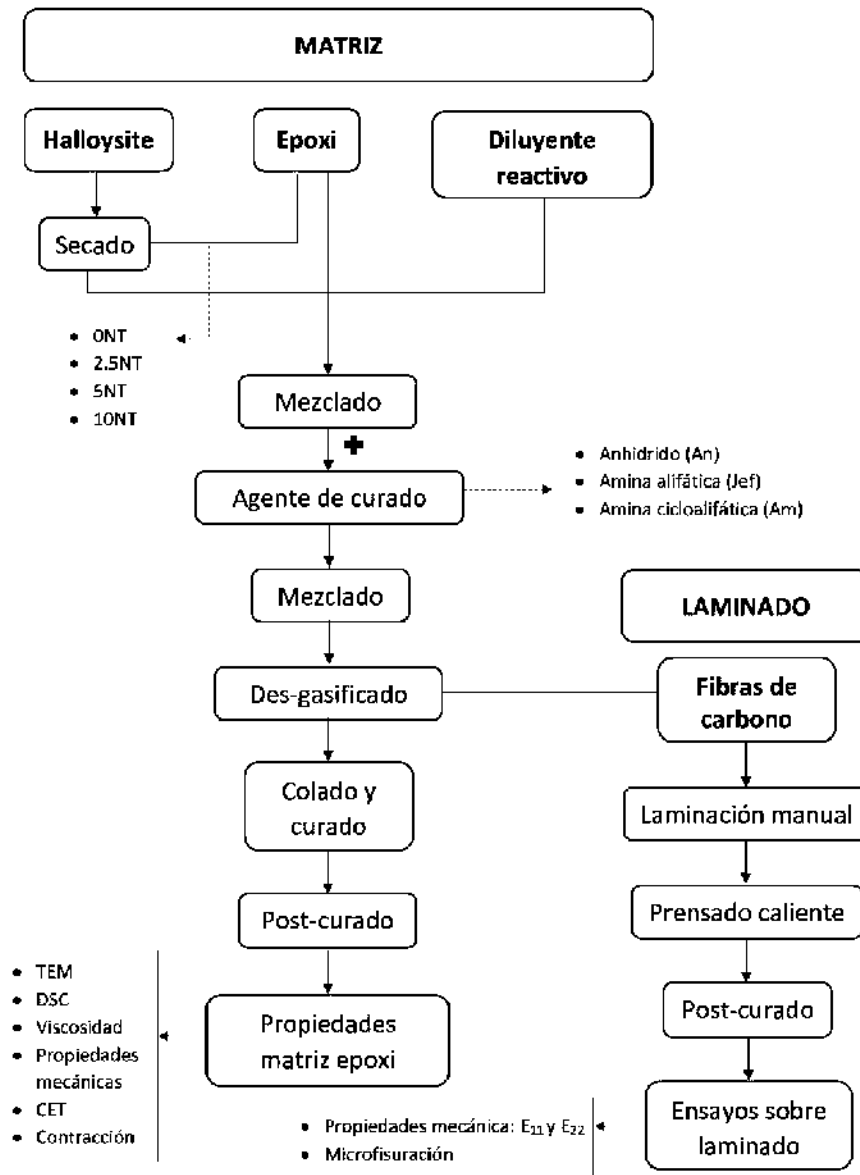 MATRIZ
Halloysite
Epoxi
Diluyente
reactivo
Secado
• 0NT
• 2.5NT
• 5NT
• 10NT
Mezclado
+
Agente de curado
• Anhidrido (An)
• Amina alifática (Jef)
• Amina cicloalifática (Am)
Mezclado
LAMINADO
Des-gasificado
Fibras de
carbono
Colado y
curado
Laminación manual
Post-curado
Prensado caliente
• TEM
• DSC
• Viscosidad
• Propiedades
mecánicas
• CET
• Contracción
Propiedades
matriz epoxi
Post-curado
• Propiedades mecánica: E₁₁ y E₂₂
• Microfisuración
Ensayos sobre
laminado